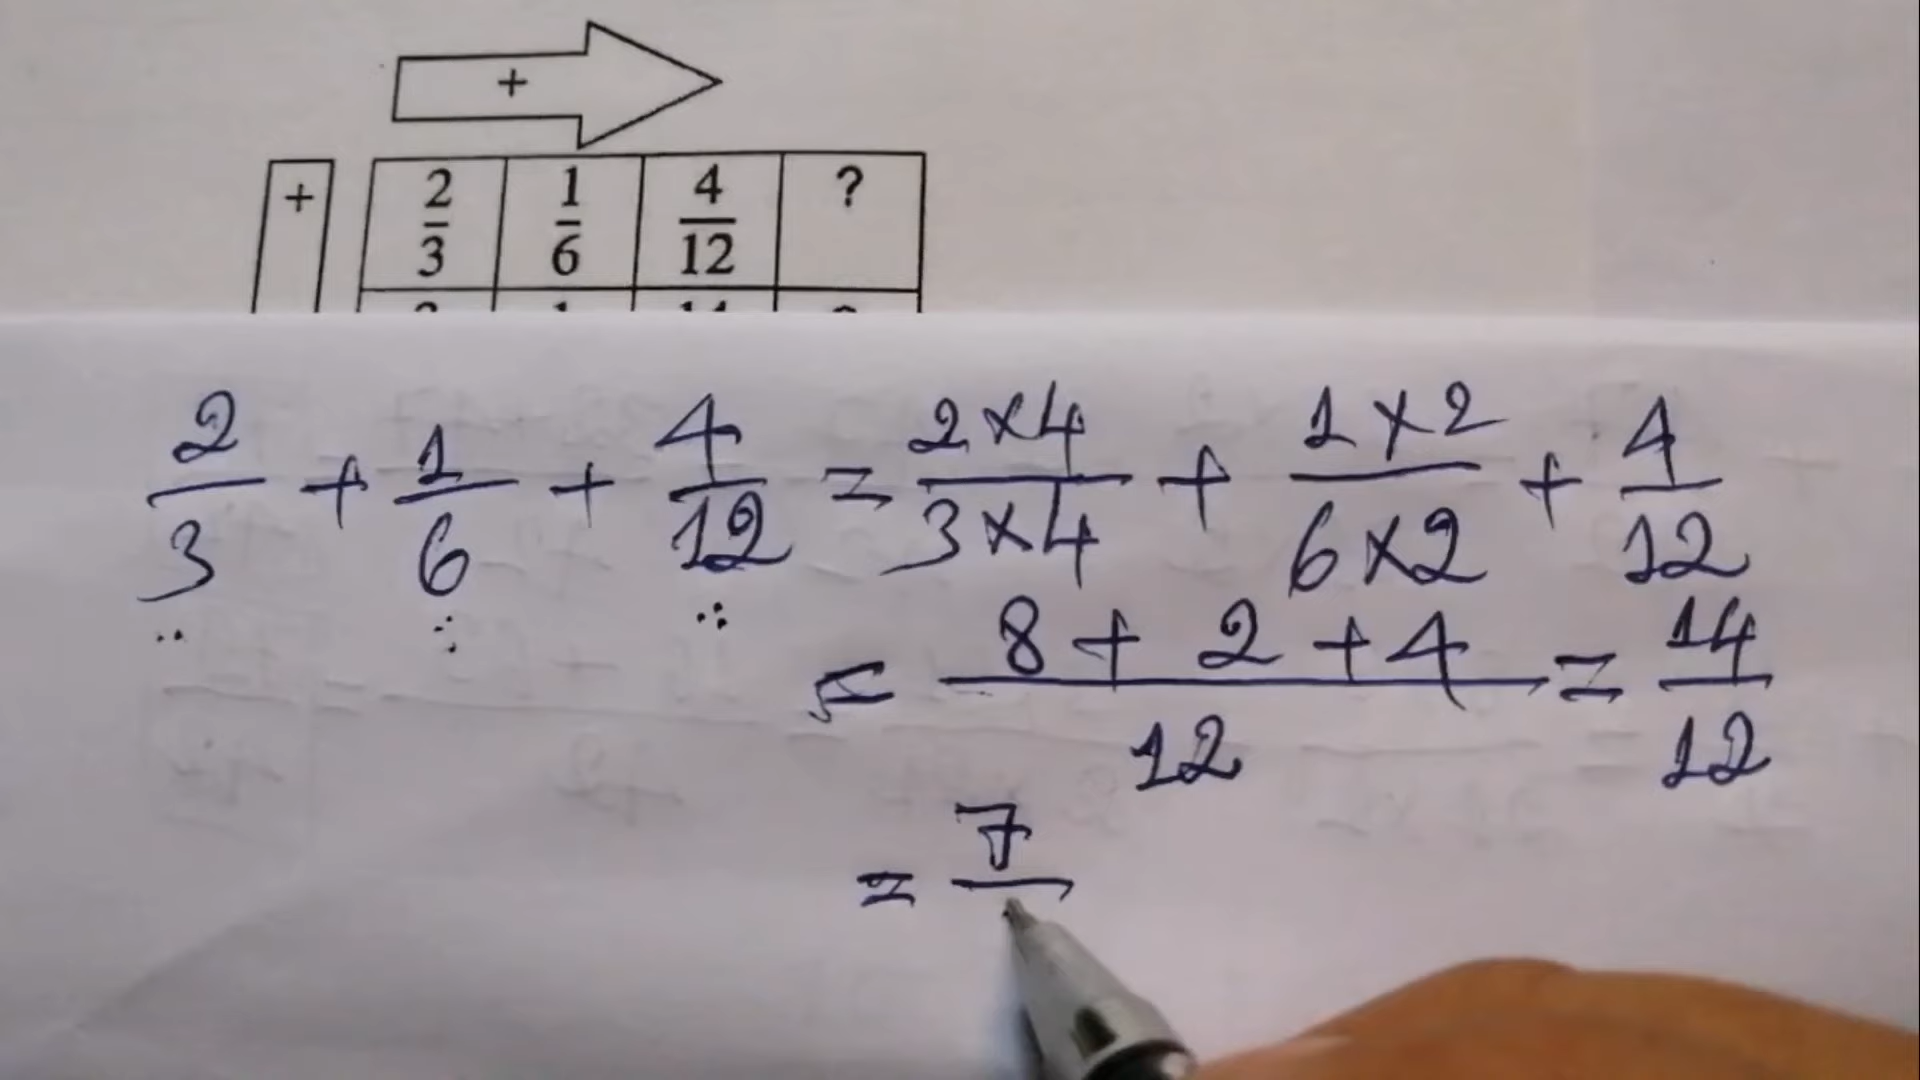 +
+ 2/3 1/6 4/12 ?
2/3 + 1/6 + 4/12 = 2×4/3×4 + 1×2/6×2 + 4/12
= 8+2+4/12 = 14/12
= 7/